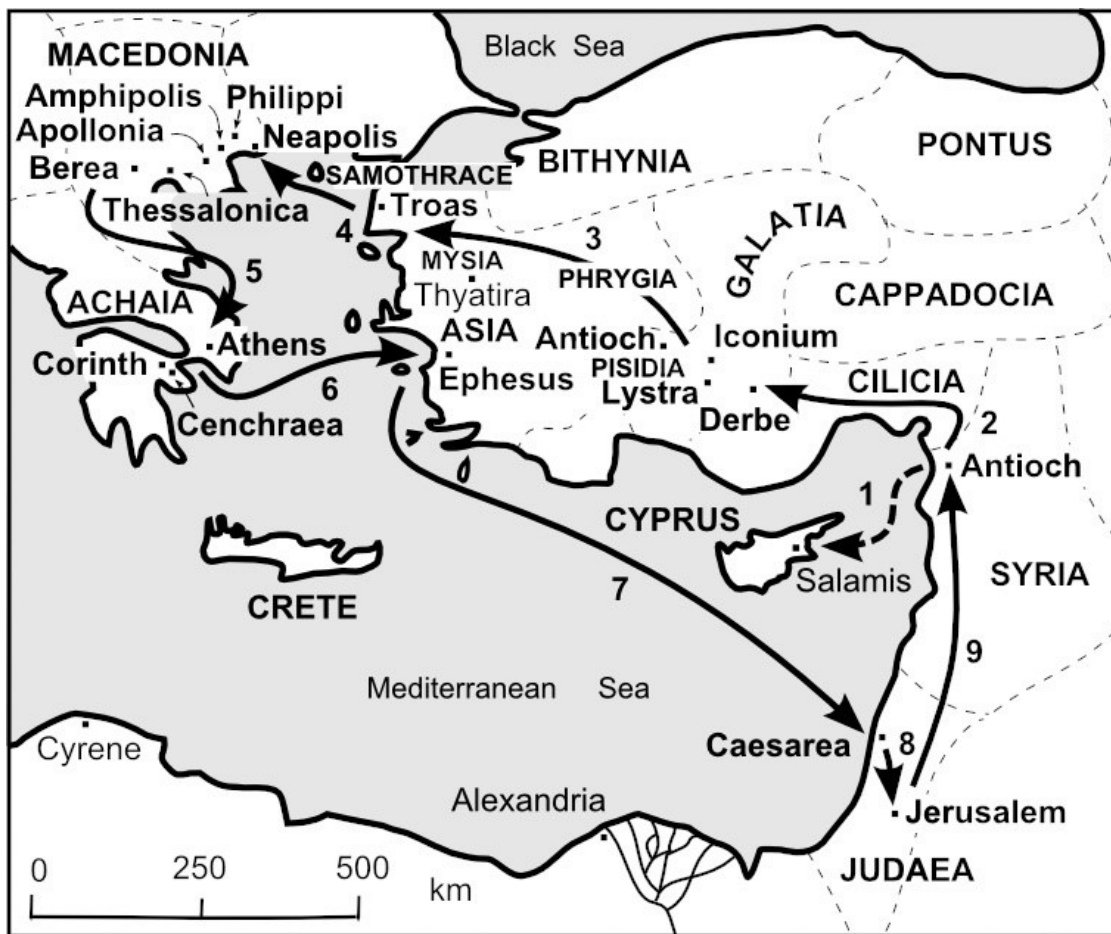 Black Sea
MACEDONIA
Amphipolis
Philippi
Apollonia
Neapolis
Berea
Thessalonica
SAMOTHRACE
BITHYNIA
PONTUS
Troas
4
3
GALATIA
MYSIA
PHRYGIA
Thyatira
5
ACHAIA
CAPPADOCIA
ASIA
Antioch
Iconium
Athens
Corinth
6
Ephesus
PISIDIA
Lystra
CILICIA
Derbe
2
Cenchraea
Antioch
1
CYPRUS
Salamis
SYRIA
7
CRETE
9
Mediterranean Sea
Cyrene
Caesarea
8
Alexandria
Jerusalem
JUDAEA
0 250 500
km